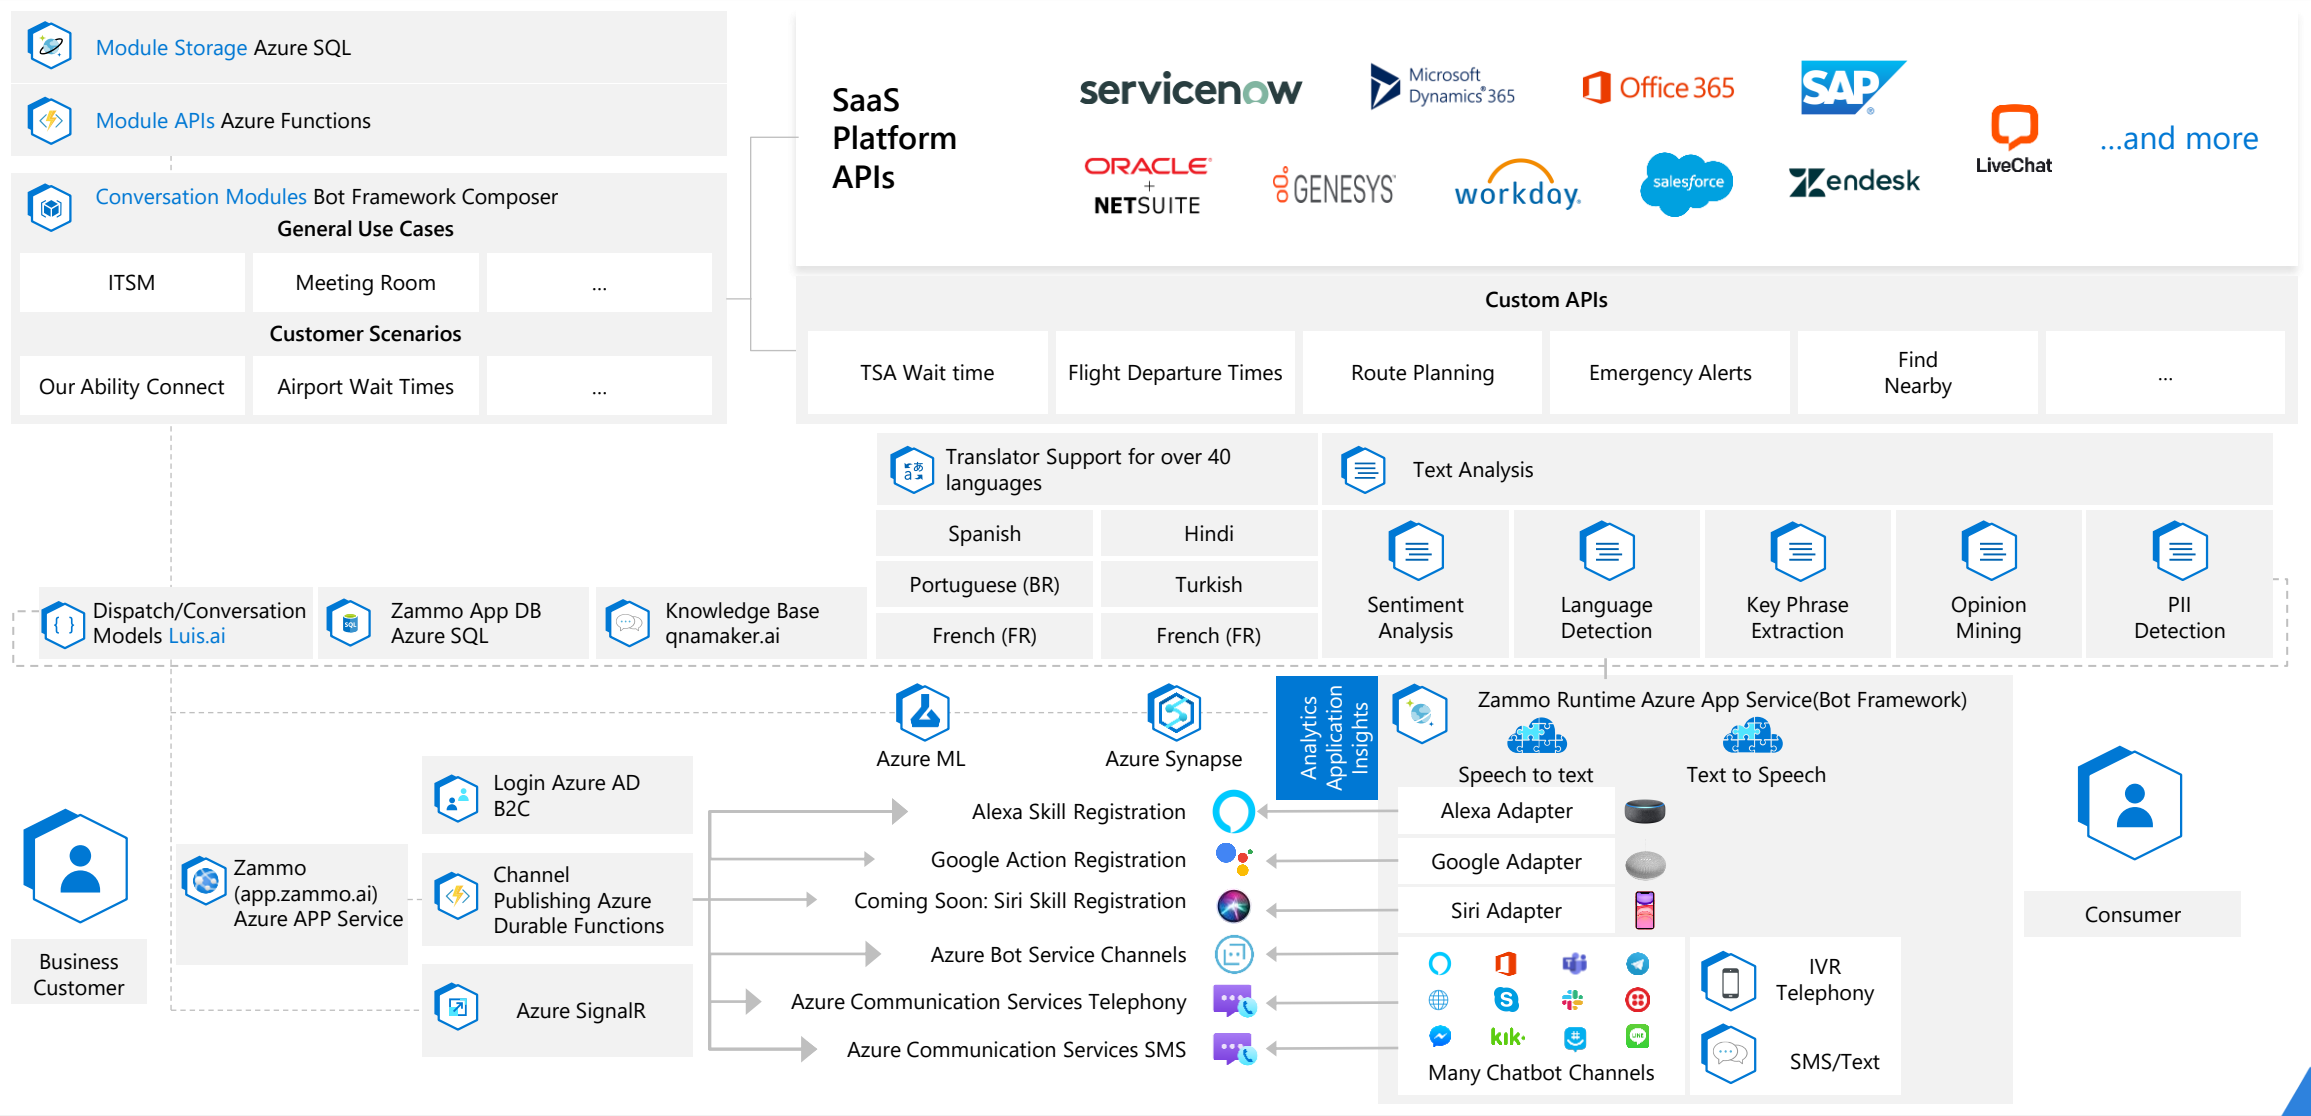 Module Storage Azure SQL
Module APIs Azure Functions
Conversation Modules Bot Framework Composer
General Use Cases
ITSM
Meeting Room
...
Customer Scenarios
Our Ability Connect
Airport Wait Times
...
SaaS
Platform
APIs
servicenow
Microsoft
Dynamics 365
Office 365
SAP
ORACLE
+
NETSUITE
GENESYS
workday.
salesforce
Zendesk
LiveChat
...and more
Custom APIs
TSA Wait time
Flight Departure Times
Route Planning
Emergency Alerts
Find
Nearby
...
Translator Support for over 40
languages
Spanish
Hindi
Portuguese (BR)
Turkish
French (FR)
French (FR)
Text Analysis
Sentiment
Analysis
Language
Detection
Key Phrase
Extraction
Opinion
Mining
PII
Detection
Dispatch/Conversation
Models Luis.ai
SQL
Zammo App DB
Azure SQL
Knowledge Base
qnamaker.ai
Azure ML
Azure Synapse
Analytics
Application
Insights
Zammo Runtime Azure App Service(Bot Framework)
Speech to text
Text to Speech
Business
Customer
Zammo
(app.zammo.ai)
Azure APP Service
Login Azure AD
B2C
Channel
Publishing Azure
Durable Functions
Azure SignalR
Alexa Skill Registration
Google Action Registration
Coming Soon: Siri Skill Registration
Azure Bot Service Channels
Azure Communication Services Telephony
Azure Communication Services SMS
Alexa Adapter
Google Adapter
Siri Adapter
kik
LINE
Many Chatbot Channels
IVR
Telephony
SMS/Text
Consumer